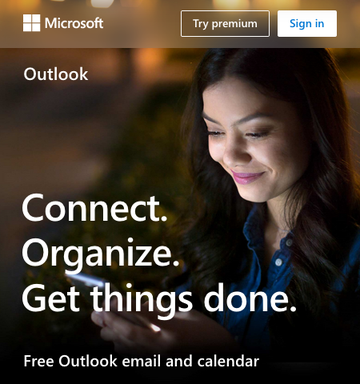 Microsoft
Try premium
Sign in
Outlook
Connect.
Organize.
Get things done.
Free Outlook email and calendar